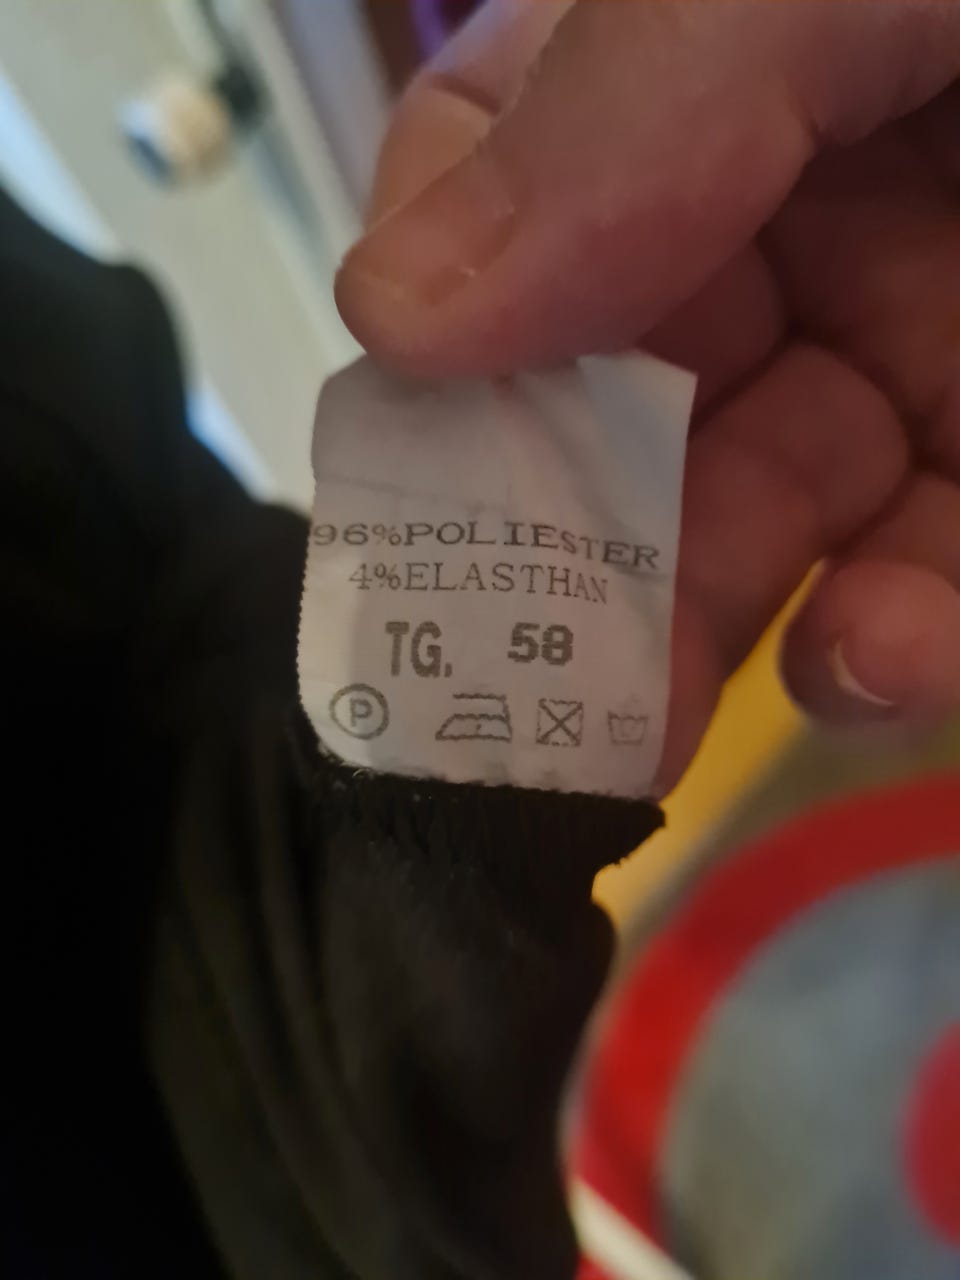 96%POLIESTER
4%ELASTHAN
TG. 58
P